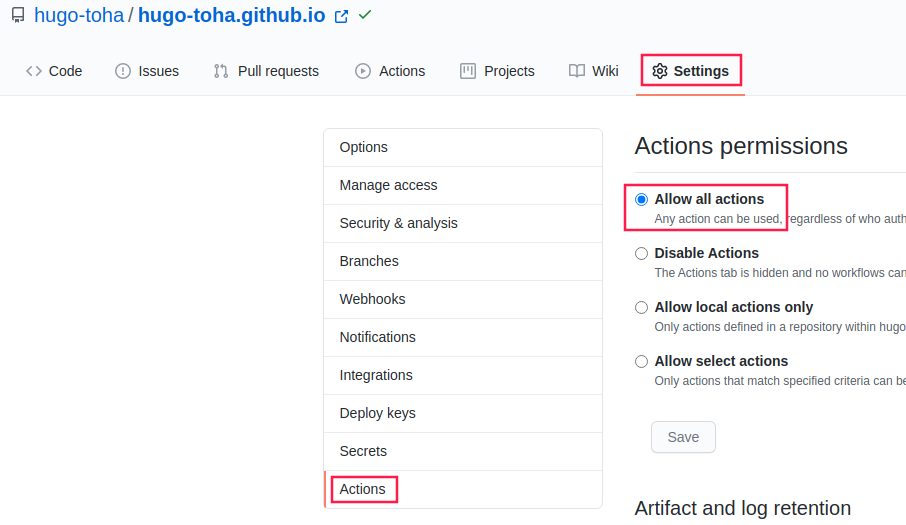 hugo-toha / hugo-toha.github.io
Code Issues Pull requests Actions Projects Wiki Settings
Options
Manage access
Security & analysis
Branches
Webhooks
Notifications
Integrations
Deploy keys
Secrets
Actions
Actions permissions
Allow all actions
Any action can be used, regardless of who auth
Disable Actions
The Actions tab is hidden and no workflows can
Allow local actions only
Only actions defined in a repository within hugo
Allow select actions
Only actions that match specified criteria can be
Save
Artifact and log retention